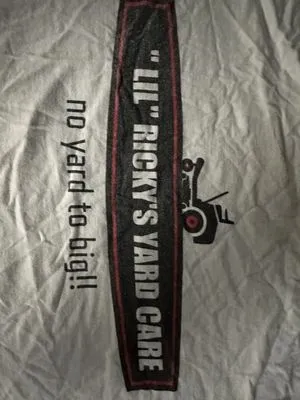 "LIL" RICKY'S YARD CARE
no yard to big!!